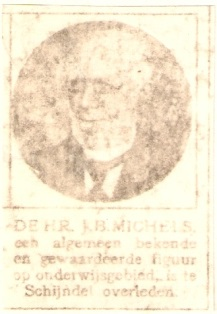 DE HR. J.B. MICHELS,
een algemeen bekende
en gewaardeerde figuur
op onderwijsgebied, is te
Schijndel overleden.